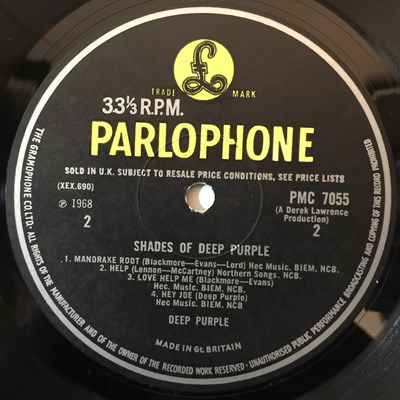 TRADE MARK
33⅓ R.P.M.
PARLOPHONE
SOLD IN U.K. SUBJECT TO RESALE PRICE CONDITIONS, SEE PRICE LISTS
(XEX.690)
℗ 1968
2
PMC 7055
(A Derek Lawrence
Production)
2
SHADES OF DEEP PURPLE
1. MANDRAKE ROOT (Blackmore—Evans—Lord) Hec Music. BIEM. NCB.
2. HELP (Lennon—McCartney) Northern Songs. NCB.
3. LOVE HELP ME (Blackmore—Evans)
Hec Music. BIEM. NCB.
4. HEY JOE (Deep Purple)
Hec Music. BIEM. NCB
DEEP PURPLE
MADE IN GT. BRITAIN
THE GRAMOPHONE CO. LTD. · ALL RIGHTS OF THE MANUFACTURER AND OF THE OWNER OF THE RECORDED WORK RESERVED · UNAUTHORISED PUBLIC PERFORMANCE, BROADCASTING AND COPYING OF THIS RECORD PROHIBITED